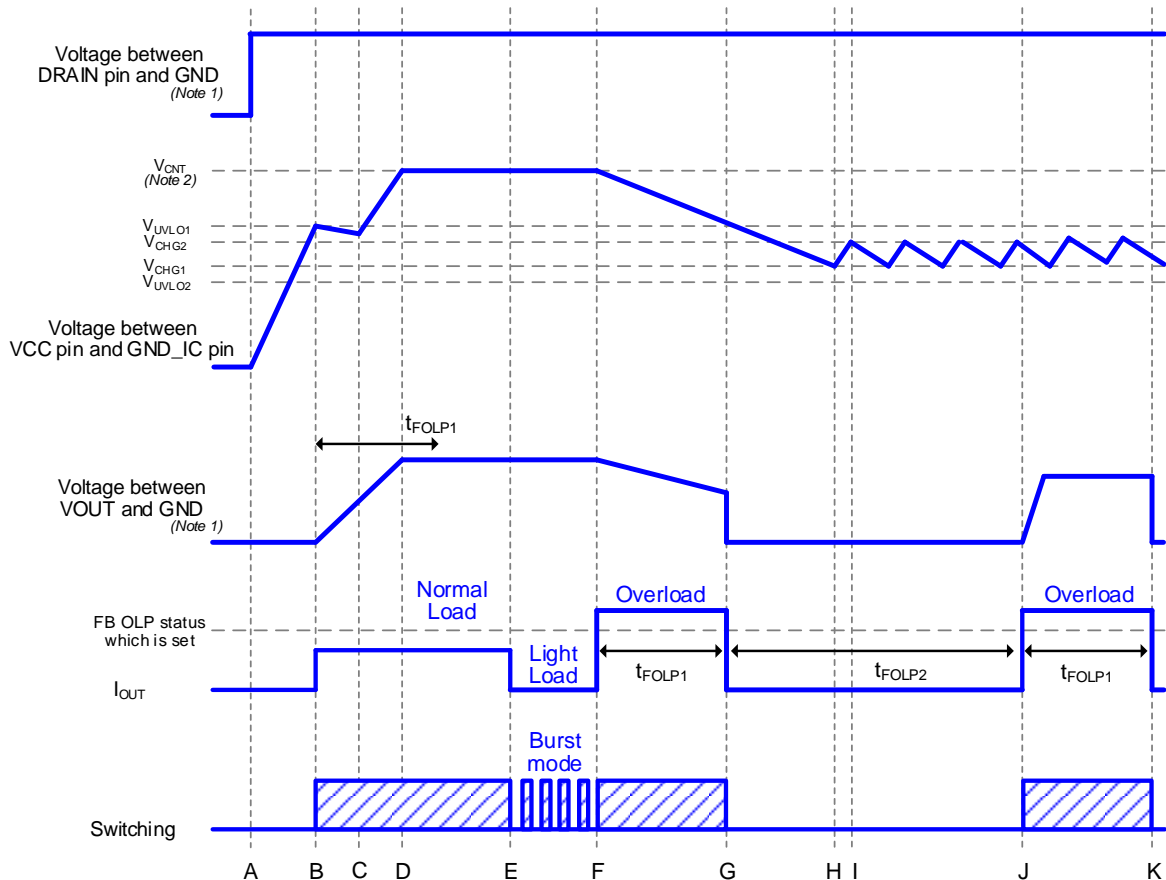 Voltage between
DRAIN pin and GND
(Note 1)
VCNT
(Note 2)
VUVLO1
VCHG2
VCHG1
VUVLO2
Voltage between
VCC pin and GND_IC pin
tFOLP1
Voltage between
VOUT and GND
(Note 1)
Normal
Load
Overload
Overload
FB OLP status
which is set
Light
Load
tFOLP1
tFOLP2
tFOLP1
IOUT
Burst
mode
Switching
A B C D E F G H I J K